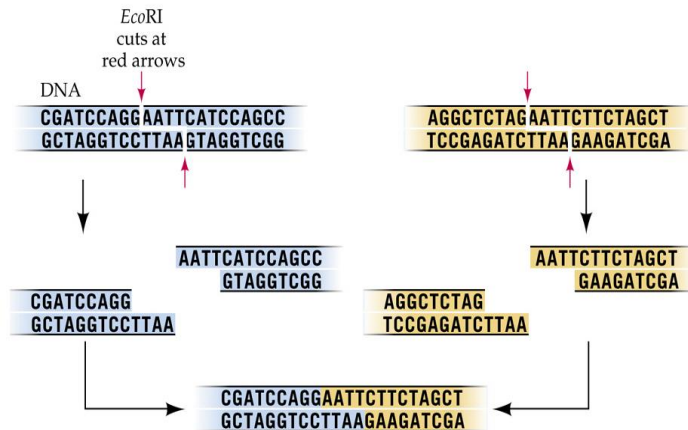 EcoRI
cuts at
red arrows
DNA
CGATCCAGGAATTCATCCAGCC
GCTAGGTCCTTAAGTAGGTCGG
AGGCTCTAGAATTCTTCTAGCT
TCCGAGATCTTAAGAAGATCGA
AATTCATCCAGCC
GTAGGTCGG
CGATCCAGG
GCTAGGTCCTTAA
AATTCTTCTAGCT
GAAGATCGA
AGGCTCTAG
TCCGAGATCTTAA
CGATCCAGGAATTCTTCTAGCT
GCTAGGTCCTTAAGAAGATCGA